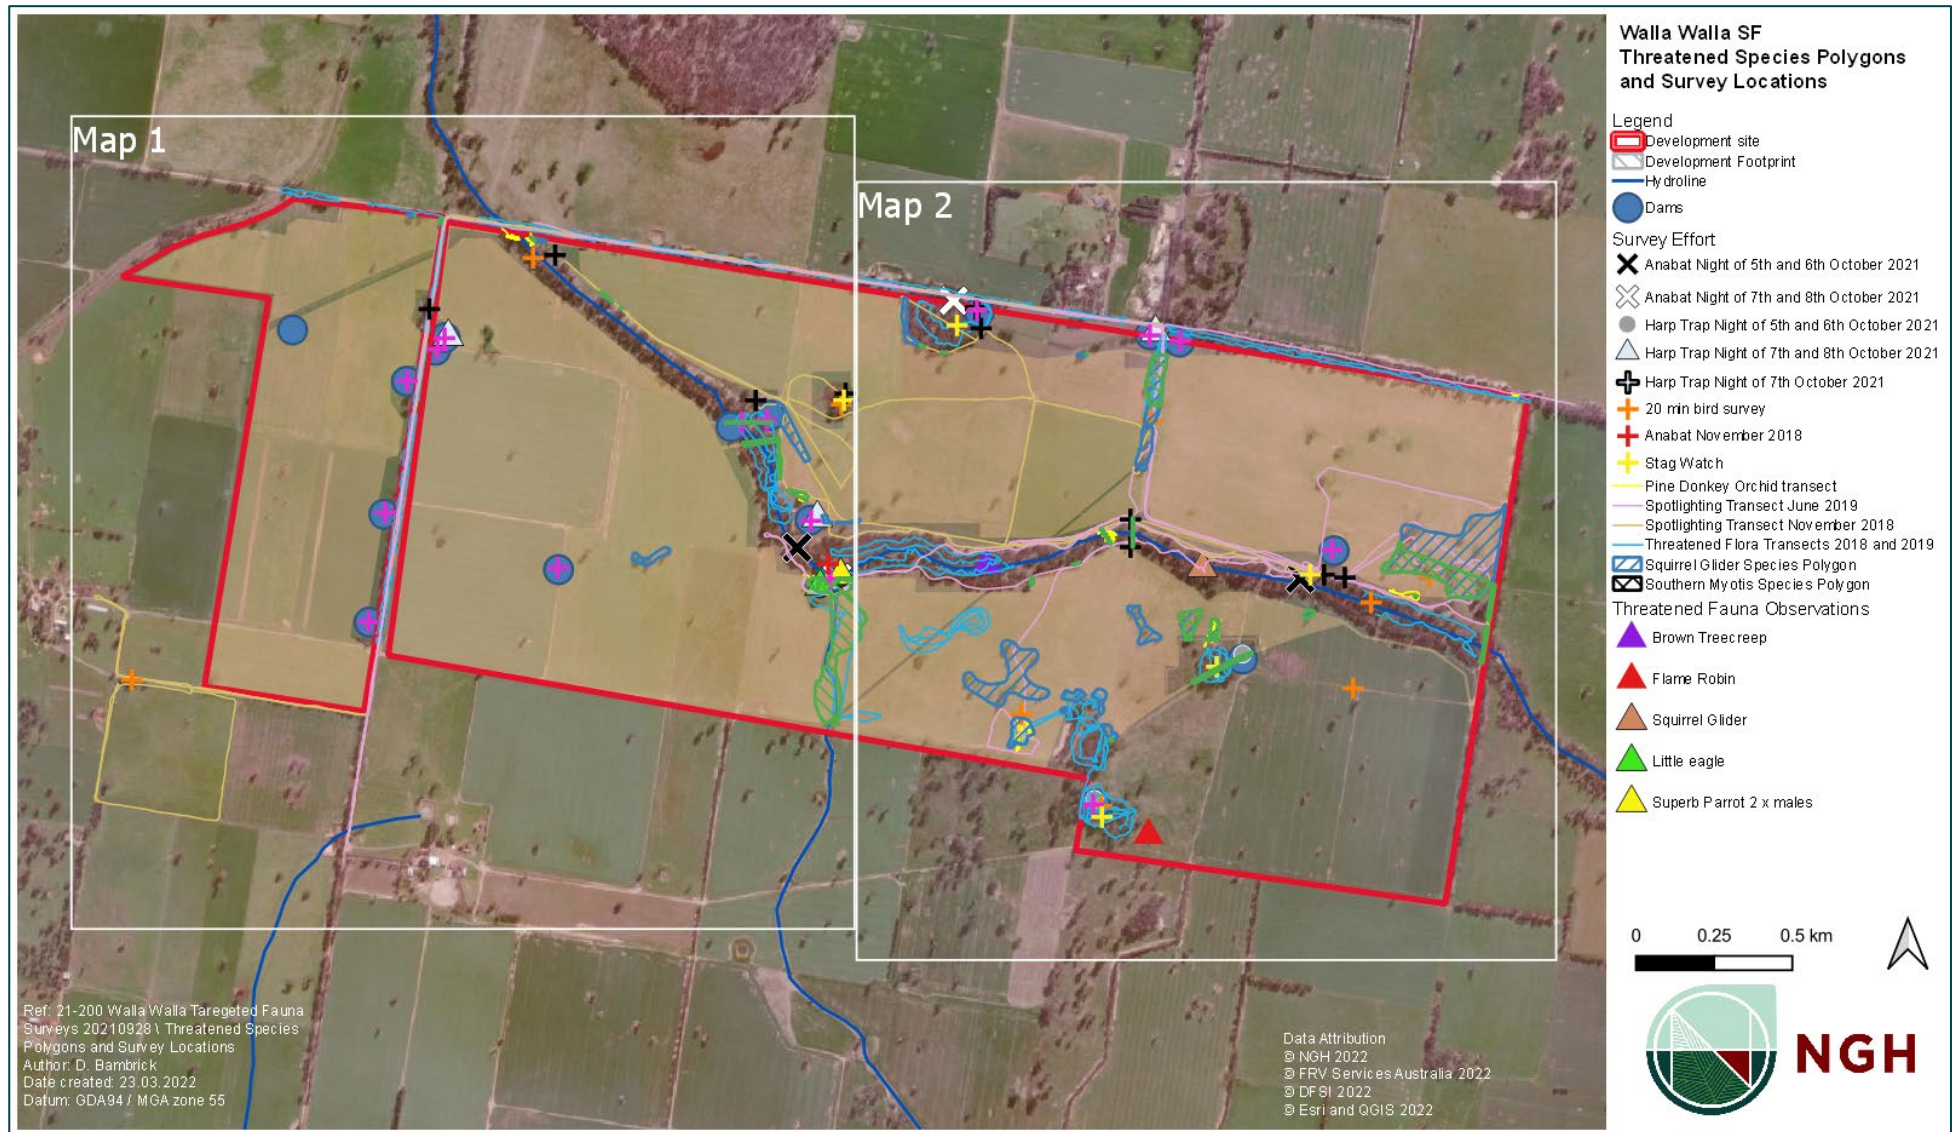 Map 1
Map 2
Ref: 21-200 Walla Walla Taregeted Fauna
Surveys 20210928 \ Threatened Species
Polygons and Survey Locations
Author: D. Bambrick
Date created: 23.03.2022
Datum: GDA94 / MGA zone 55
Data Attribution
© NGH 2022
© FRV Services Australia 2022
© DFSI 2022
© Esri and QGIS 2022
Walla Walla SF
Threatened Species Polygons
and Survey Locations
Legend
Development site
Development Footprint
Hydroline
Dams
Survey Effort
Anabat Night of 5th and 6th October 2021
Anabat Night of 7th and 8th October 2021
Harp Trap Night of 5th and 6th October 2021
Harp Trap Night of 7th and 8th October 2021
Harp Trap Night of 7th October 2021
20 min bird survey
Anabat November 2018
Stag Watch
Pine Donkey Orchid transect
Spotlighting Transect June 2019
Spotlighting Transect November 2018
Threatened Flora Transects 2018 and 2019
Squirrel Glider Species Polygon
Southern Myotis Species Polygon
Threatened Fauna Observations
Brown Treecreep
Flame Robin
Squirrel Glider
Little eagle
Superb Parrot 2 x males
0 0.25 0.5 km
NGH